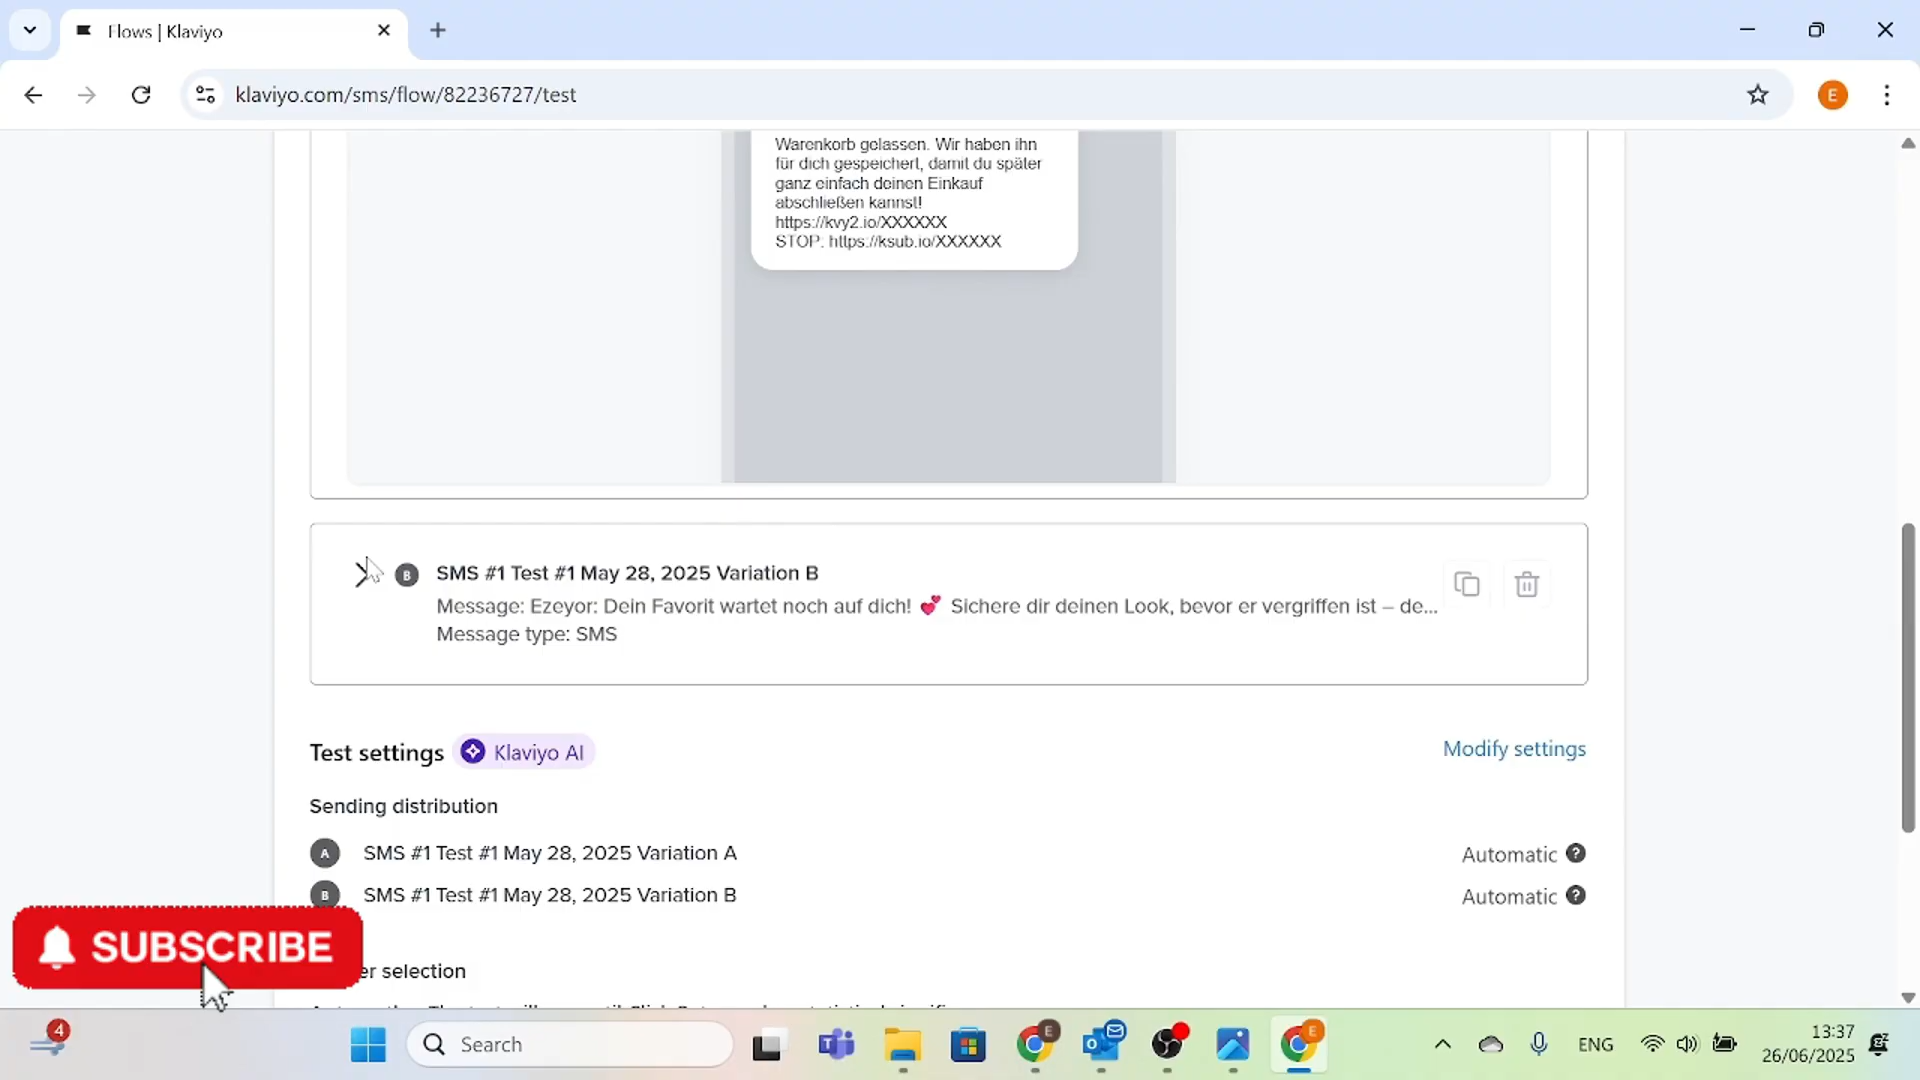 Flows | Klaviyo
klaviyo.com/sms/flow/82236727/test
E
Warenkorb gelassen. Wir haben ihn
für dich gespeichert, damit du später
ganz einfach deinen Einkauf
abschließen kannst!
https://kvy2.io/XXXXXX
STOP: https://ksub.io/XXXXXX
B
SMS #1 Test #1 May 28, 2025 Variation B
Message: Ezeyor: Dein Favorit wartet noch auf dich! 💕 Sichere dir deinen Look, bevor er vergriffen ist – de...
Message type: SMS
Test settings Klaviyo AI
Modify settings
Sending distribution
A SMS #1 Test #1 May 28, 2025 Variation A Automatic ?
B SMS #1 Test #1 May 28, 2025 Variation B Automatic ?
SUBSCRIBE
er selection
4
Search
E
E
ENG
13:37
26/06/2025